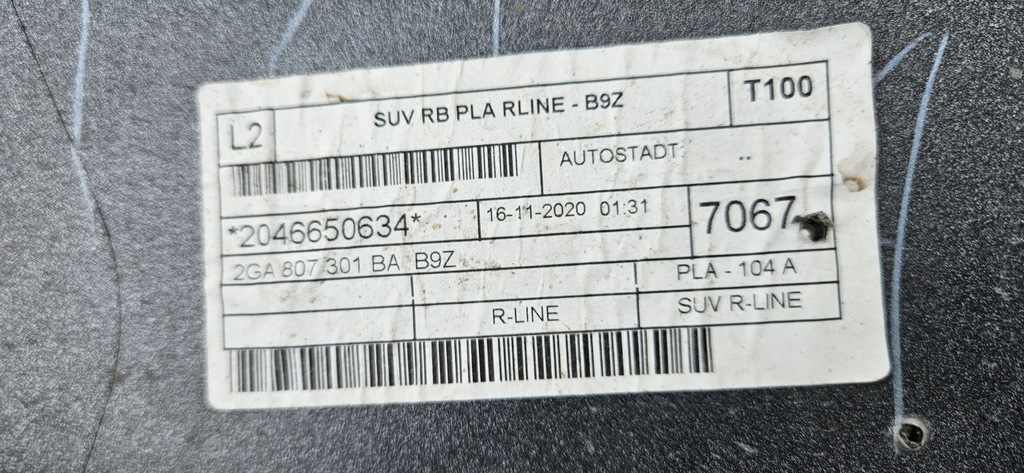 L2
SUV RB PLA RLINE - B9Z
T100
AUTOSTADT: ..
*2046650634*
16-11-2020 01:31
7067
2GA 807 301 BA B9Z
PLA - 104 A
R-LINE
SUV R-LINE